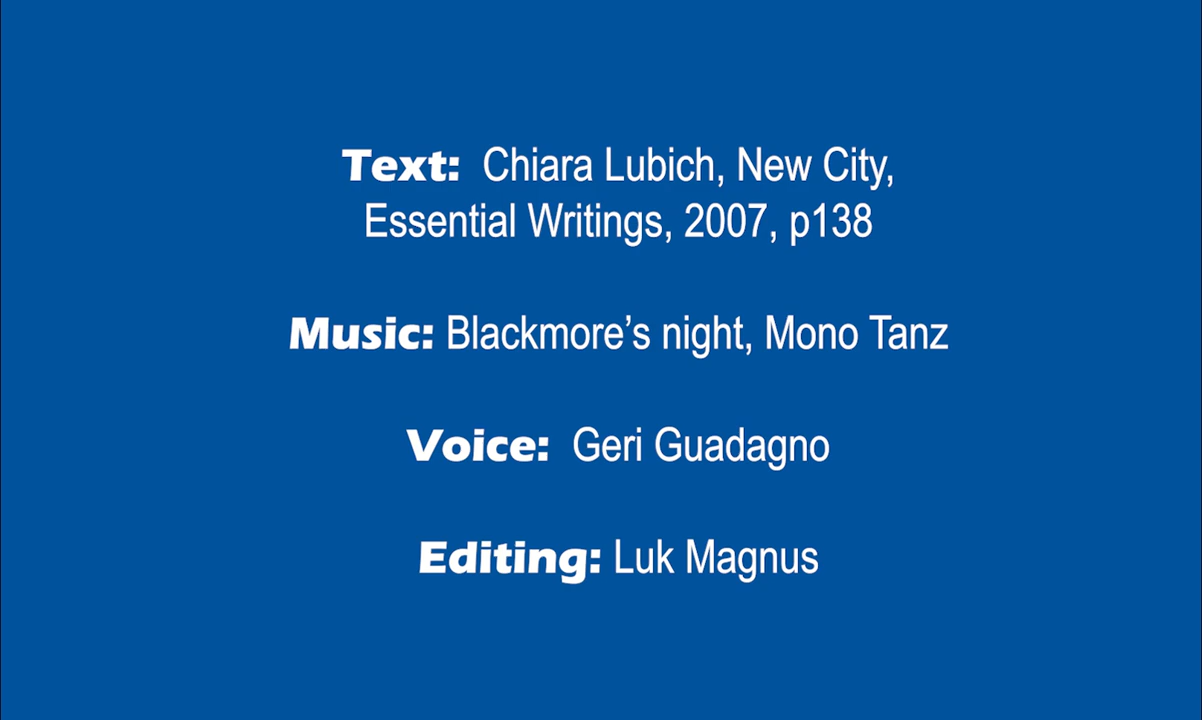 Text: Chiara Lubich, New City,
Essential Writings, 2007, p138
Music: Blackmore’s night, Mono Tanz
Voice: Geri Guadagno
Editing: Luk Magnus